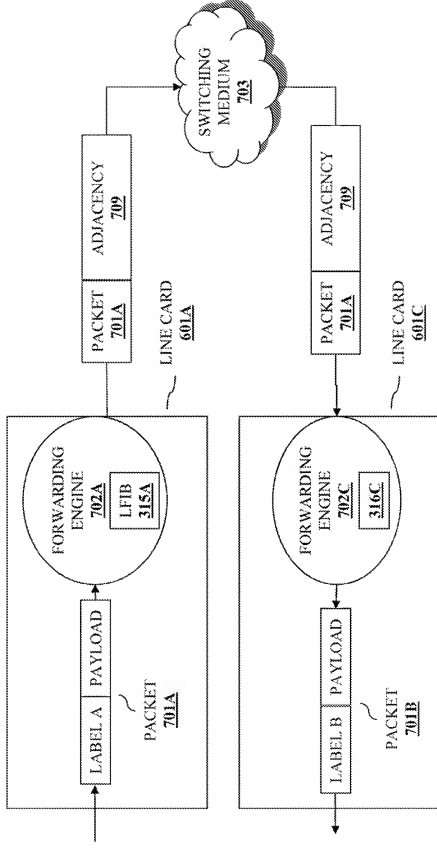 LABEL A
PAYLOAD
PACKET
701A
FORWARDING
ENGINE
702A
LFIB
315A
LINE CARD
601A
PACKET
701A
ADJACENCY
709
SWITCHING
MEDIUM
703
LABEL B
PAYLOAD
PACKET
701B
FORWARDING
ENGINE
702C
316C
LINE CARD
601C
PACKET
701A
ADJACENCY
709